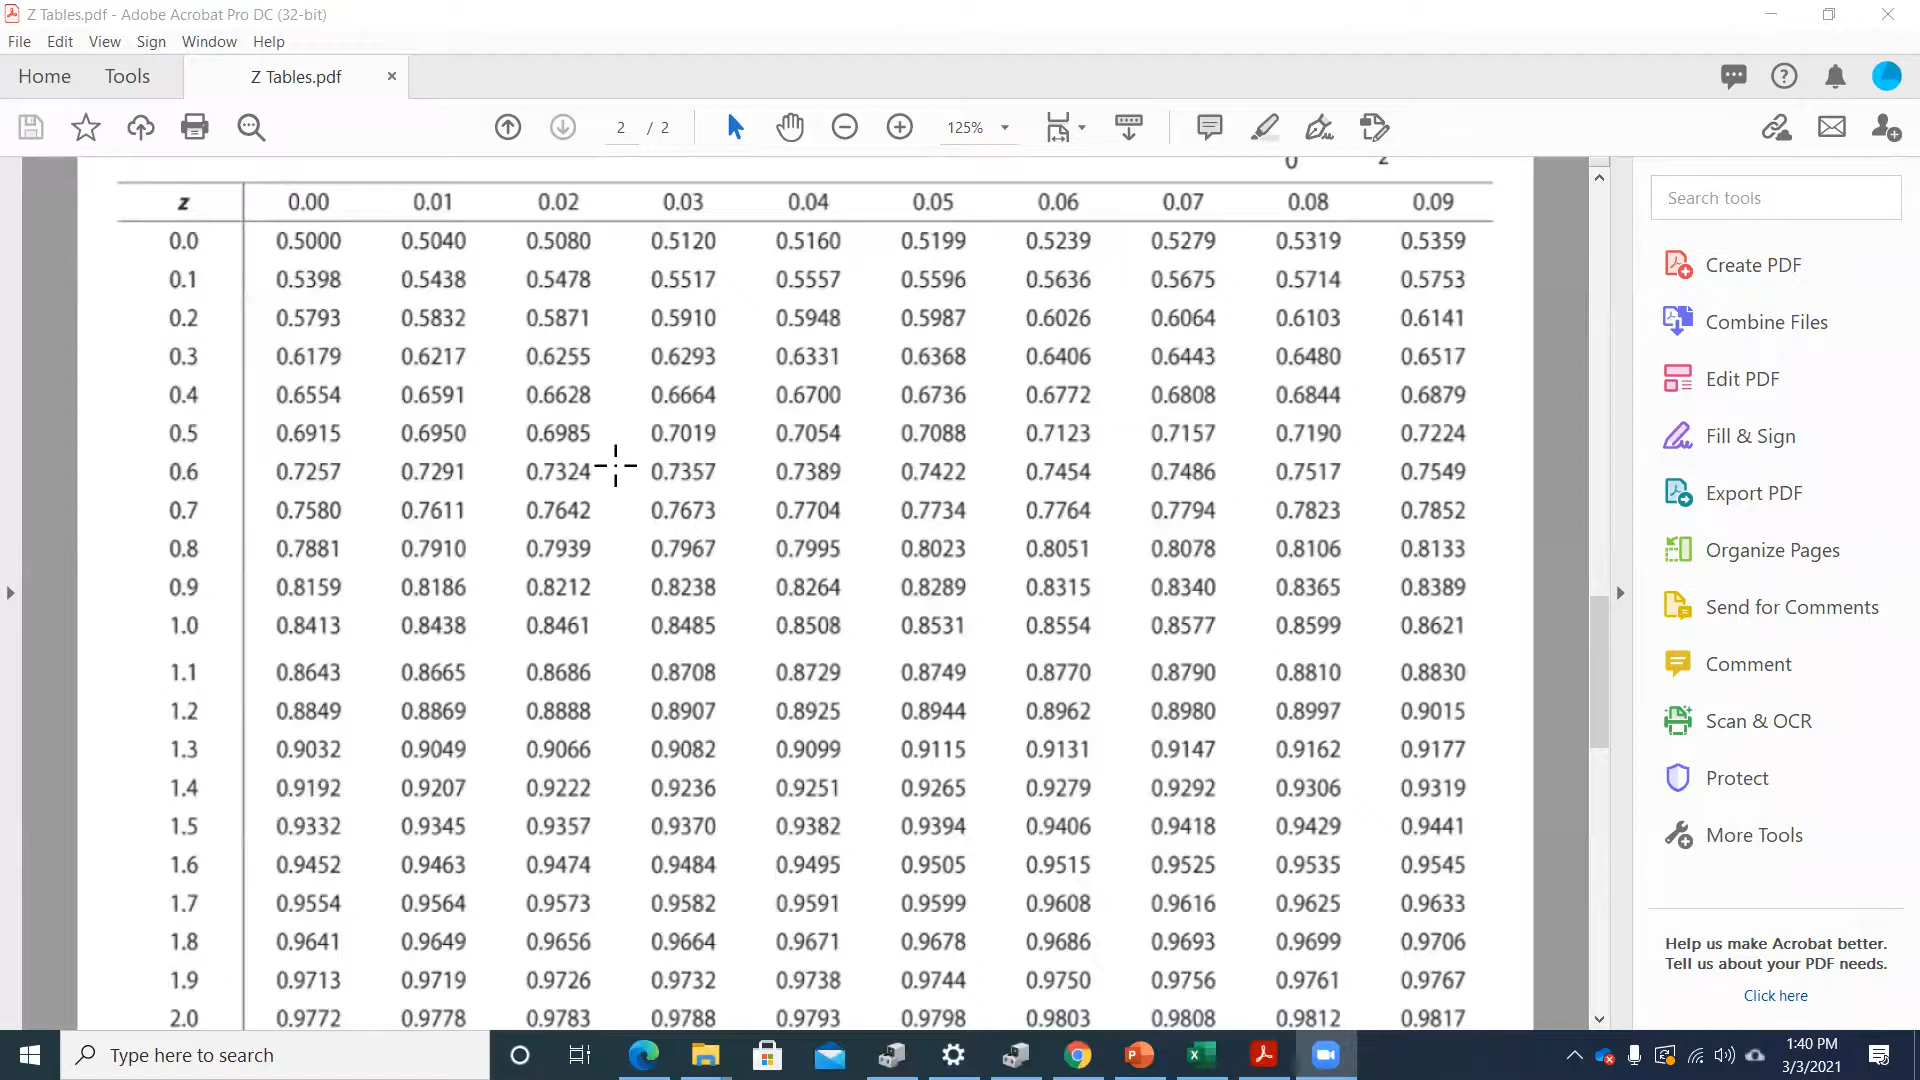 Z Tables.pdf - Adobe Acrobat Pro DC (32-bit)
File Edit View Sign Window Help
Home Tools Z Tables.pdf
2 / 2 125%
0 z
z 0.00 0.01 0.02 0.03 0.04 0.05 0.06 0.07 0.08 0.09
0.0 0.5000 0.5040 0.5080 0.5120 0.5160 0.5199 0.5239 0.5279 0.5319 0.5359
0.1 0.5398 0.5438 0.5478 0.5517 0.5557 0.5596 0.5636 0.5675 0.5714 0.5753
0.2 0.5793 0.5832 0.5871 0.5910 0.5948 0.5987 0.6026 0.6064 0.6103 0.6141
0.3 0.6179 0.6217 0.6255 0.6293 0.6331 0.6368 0.6406 0.6443 0.6480 0.6517
0.4 0.6554 0.6591 0.6628 0.6664 0.6700 0.6736 0.6772 0.6808 0.6844 0.6879
0.5 0.6915 0.6950 0.6985 0.7019 0.7054 0.7088 0.7123 0.7157 0.7190 0.7224
0.6 0.7257 0.7291 0.7324 0.7357 0.7389 0.7422 0.7454 0.7486 0.7517 0.7549
0.7 0.7580 0.7611 0.7642 0.7673 0.7704 0.7734 0.7764 0.7794 0.7823 0.7852
0.8 0.7881 0.7910 0.7939 0.7967 0.7995 0.8023 0.8051 0.8078 0.8106 0.8133
0.9 0.8159 0.8186 0.8212 0.8238 0.8264 0.8289 0.8315 0.8340 0.8365 0.8389
1.0 0.8413 0.8438 0.8461 0.8485 0.8508 0.8531 0.8554 0.8577 0.8599 0.8621
1.1 0.8643 0.8665 0.8686 0.8708 0.8729 0.8749 0.8770 0.8790 0.8810 0.8830
1.2 0.8849 0.8869 0.8888 0.8907 0.8925 0.8944 0.8962 0.8980 0.8997 0.9015
1.3 0.9032 0.9049 0.9066 0.9082 0.9099 0.9115 0.9131 0.9147 0.9162 0.9177
1.4 0.9192 0.9207 0.9222 0.9236 0.9251 0.9265 0.9279 0.9292 0.9306 0.9319
1.5 0.9332 0.9345 0.9357 0.9370 0.9382 0.9394 0.9406 0.9418 0.9429 0.9441
1.6 0.9452 0.9463 0.9474 0.9484 0.9495 0.9505 0.9515 0.9525 0.9535 0.9545
1.7 0.9554 0.9564 0.9573 0.9582 0.9591 0.9599 0.9608 0.9616 0.9625 0.9633
1.8 0.9641 0.9649 0.9656 0.9664 0.9671 0.9678 0.9686 0.9693 0.9699 0.9706
1.9 0.9713 0.9719 0.9726 0.9732 0.9738 0.9744 0.9750 0.9756 0.9761 0.9767
2.0 0.9772 0.9778 0.9783 0.9788 0.9793 0.9798 0.9803 0.9808 0.9812 0.9817
Search tools
Create PDF
Combine Files
Edit PDF
Fill & Sign
Export PDF
Organize Pages
Send for Comments
Comment
Scan & OCR
Protect
More Tools
Help us make Acrobat better.
Tell us about your PDF needs.
Click here
Type here to search
1:40 PM
3/3/2021